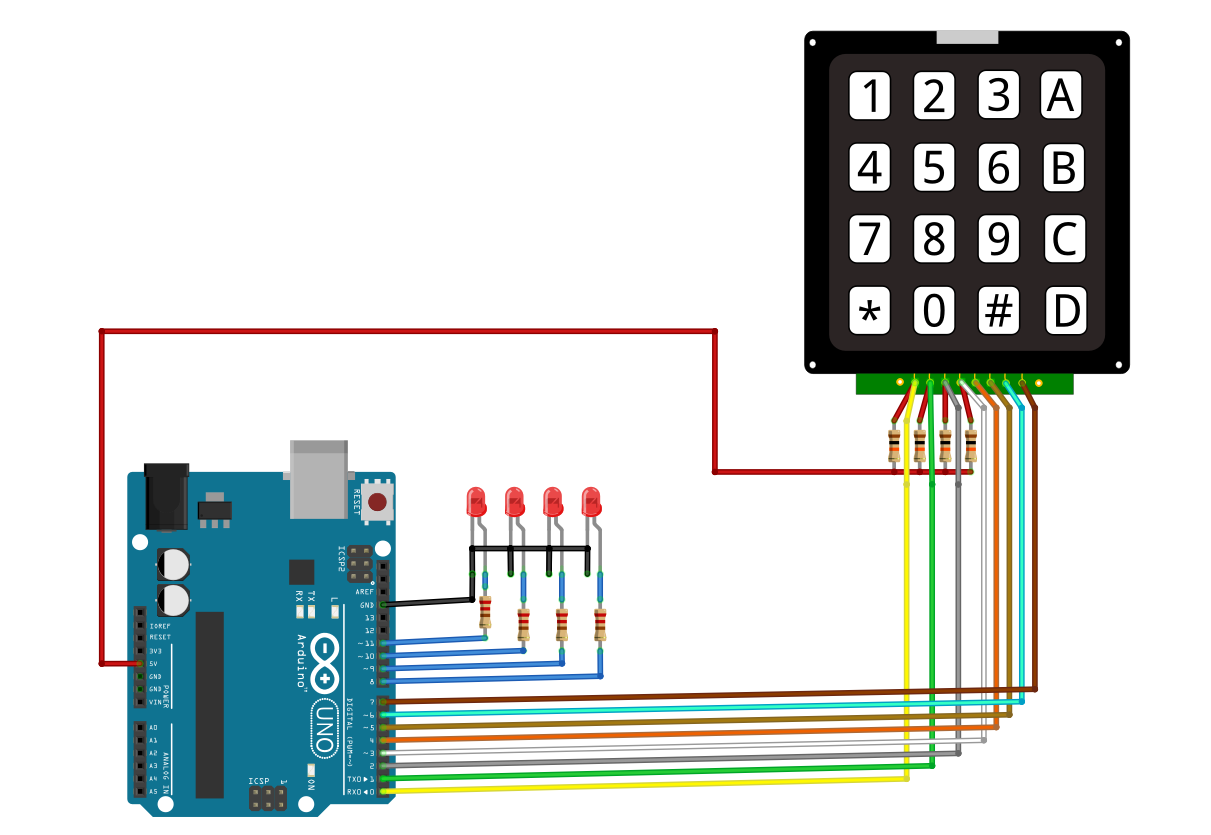 1 2 3 A
4 5 6 B
7 8 9 C
* 0 # D
RESET
ICSP2
AREF
GND
13
12
~11
~10
~9
8
7
~6
~5
4
~3
2
TX0▶1
RX0◀0
DIGITAL (PWM=~)
RX
TX
L
Arduino™
UNO
ON
ICSP
1
IOREF
RESET
3V3
5V
GND
GND
VIN
POWER
A0
A1
A2
A3
A4
A5
ANALOG IN